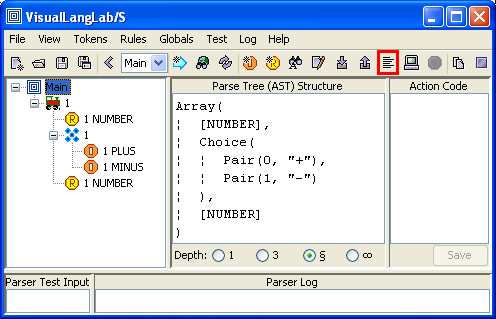 VisualLangLab/S
File View Tokens Rules Globals Test Log Help
Main
Parse Tree (AST) Structure
Action Code
Main
1
1 NUMBER
1
1 PLUS
1 MINUS
1 NUMBER
Array(
¦  [NUMBER],
¦  Choice(
¦  ¦  Pair(0, "+"),
¦  ¦  Pair(1, "-")
¦  ),
¦  [NUMBER]
)
Depth: 1 3 § ∞
Save
Parser Test Input
Parser Log